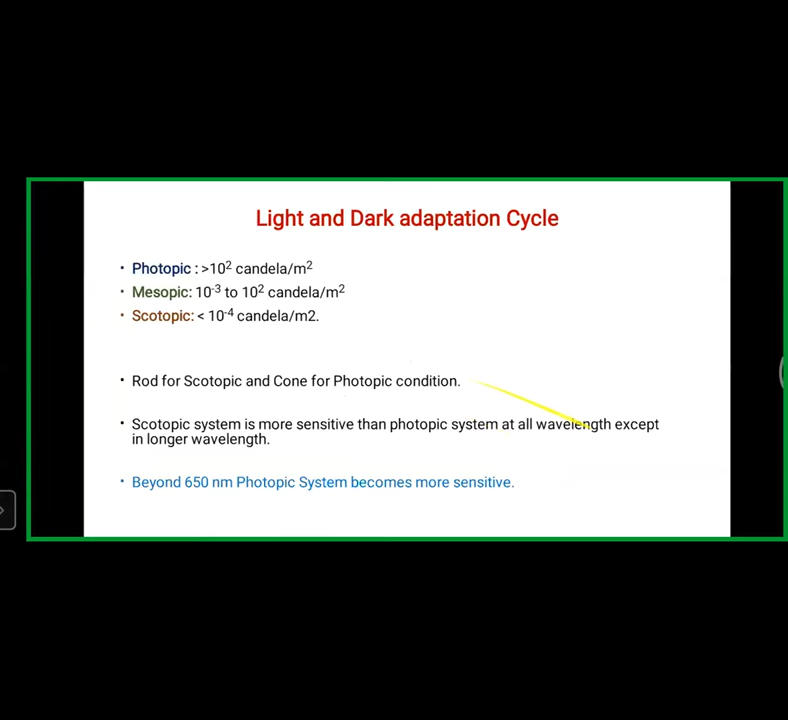 Light and Dark adaptation Cycle
• Photopic : >10² candela/m²
• Mesopic: 10⁻³ to 10² candela/m²
• Scotopic: < 10⁻⁴ candela/m2.
• Rod for Scotopic and Cone for Photopic condition.
• Scotopic system is more sensitive than photopic system at all wavelength except
in longer wavelength.
• Beyond 650 nm Photopic System becomes more sensitive.